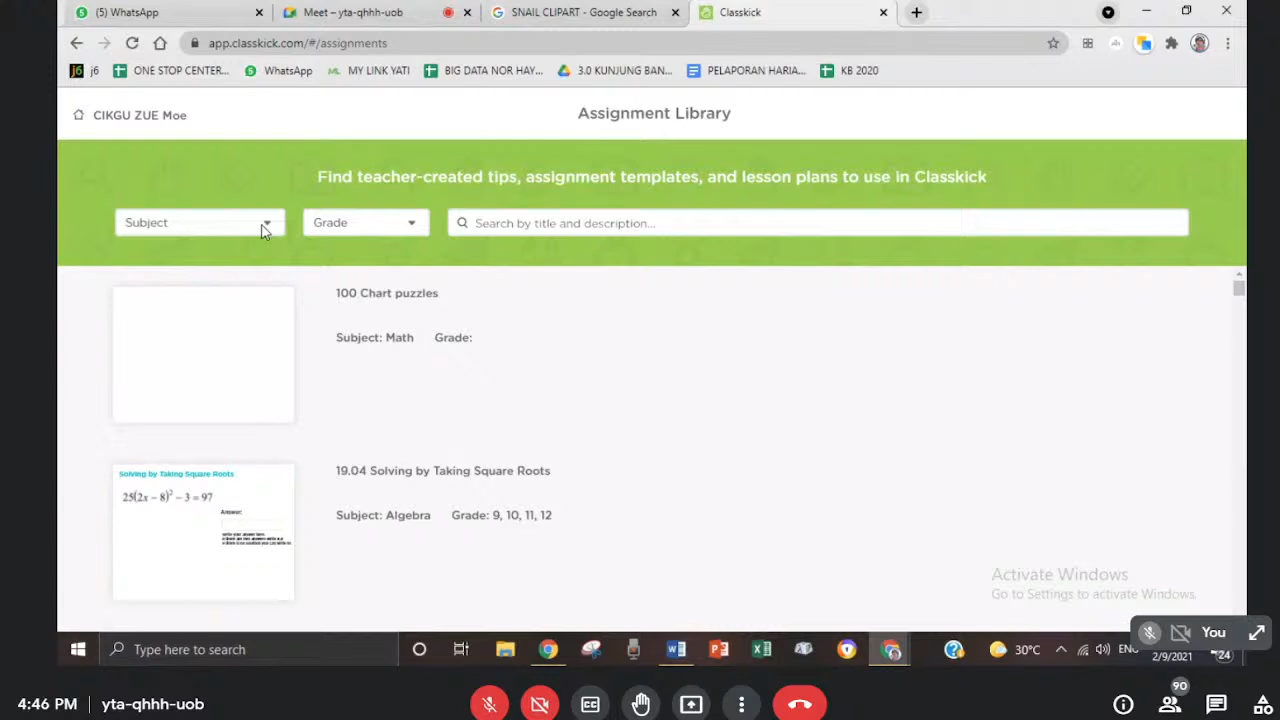 (5) WhatsApp
Meet – yta-qhhh-uob
SNAIL CLIPART - Google Search
Classkick
app.classkick.com/#/assignments
j6
ONE STOP CENTER...
WhatsApp
ML MY LINK YATI
BIG DATA NOR HAY...
3.0 KUNJUNG BAN...
PELAPORAN HARIA...
KB 2020
CIKGU ZUE Moe
Assignment Library
Find teacher-created tips, assignment templates, and lesson plans to use in Classkick
Subject
Grade
Search by title and description...
100 Chart puzzles
Subject: Math Grade:
Solving by Taking Square Roots
25(2x – 8)² – 3 = 97
Answer:
19.04 Solving by Taking Square Roots
Subject: Algebra Grade: 9, 10, 11, 12
Activate Windows
Go to Settings to activate Windows.
You
Type here to search
30°C
ENG
2/9/2021
24
4:46 PM yta-qhhh-uob
CC
90